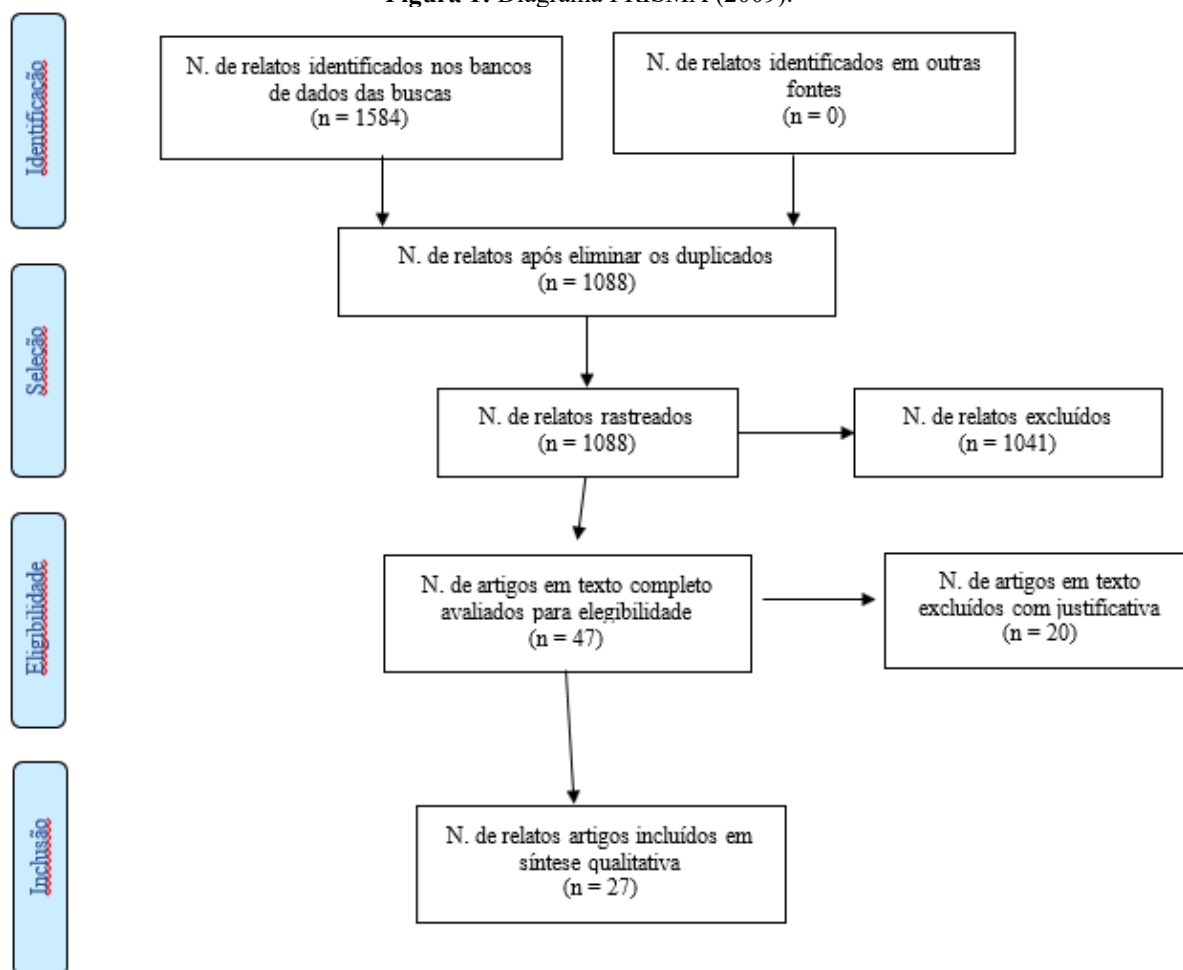 Figura 1. Diagrama PRISMA (2009).
Identificação
N. de relatos identificados nos bancos
de dados das buscas
(n = 1584)
N. de relatos identificados em outras
fontes
(n = 0)
N. de relatos após eliminar os duplicados
(n = 1088)
Seleção
N. de relatos rastreados
(n = 1088)
N. de relatos excluídos
(n = 1041)
Eligibilidade
N. de artigos em texto completo
avaliados para elegibilidade
(n = 47)
N. de artigos em texto
excluídos com justificativa
(n = 20)
Inclusão
N. de relatos artigos incluídos em
síntese qualitativa
(n = 27)